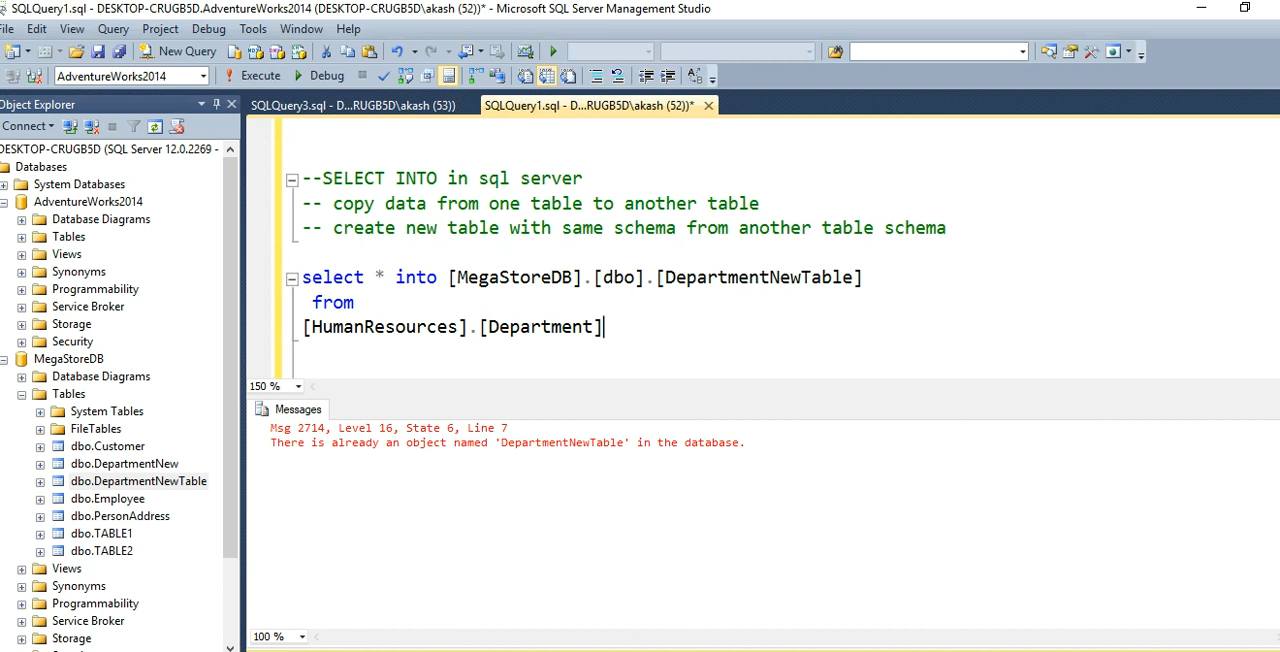 SQLQuery1.sql - DESKTOP-CRUGB5D.AdventureWorks2014 (DESKTOP-CRUGB5D\akash (52))* - Microsoft SQL Server Management Studio
File Edit View Query Project Debug Tools Window Help
New Query
AdventureWorks2014 Execute Debug
Object Explorer
SQLQuery3.sql - D...RUGB5D\akash (53)) SQLQuery1.sql - D...RUGB5D\akash (52))*
Connect
DESKTOP-CRUGB5D (SQL Server 12.0.2269 -
Databases
System Databases
AdventureWorks2014
Database Diagrams
Tables
Views
Synonyms
Programmability
Service Broker
Storage
Security
MegaStoreDB
Database Diagrams
Tables
System Tables
FileTables
dbo.Customer
dbo.DepartmentNew
dbo.DepartmentNewTable
dbo.Employee
dbo.PersonAddress
dbo.TABLE1
dbo.TABLE2
Views
Synonyms
Programmability
Service Broker
Storage
--SELECT INTO in sql server
-- copy data from one table to another table
-- create new table with same schema from another table schema
select * into [MegaStoreDB].[dbo].[DepartmentNewTable]
from
[HumanResources].[Department]
150 %
Messages
Msg 2714, Level 16, State 6, Line 7
There is already an object named 'DepartmentNewTable' in the database.
100 %